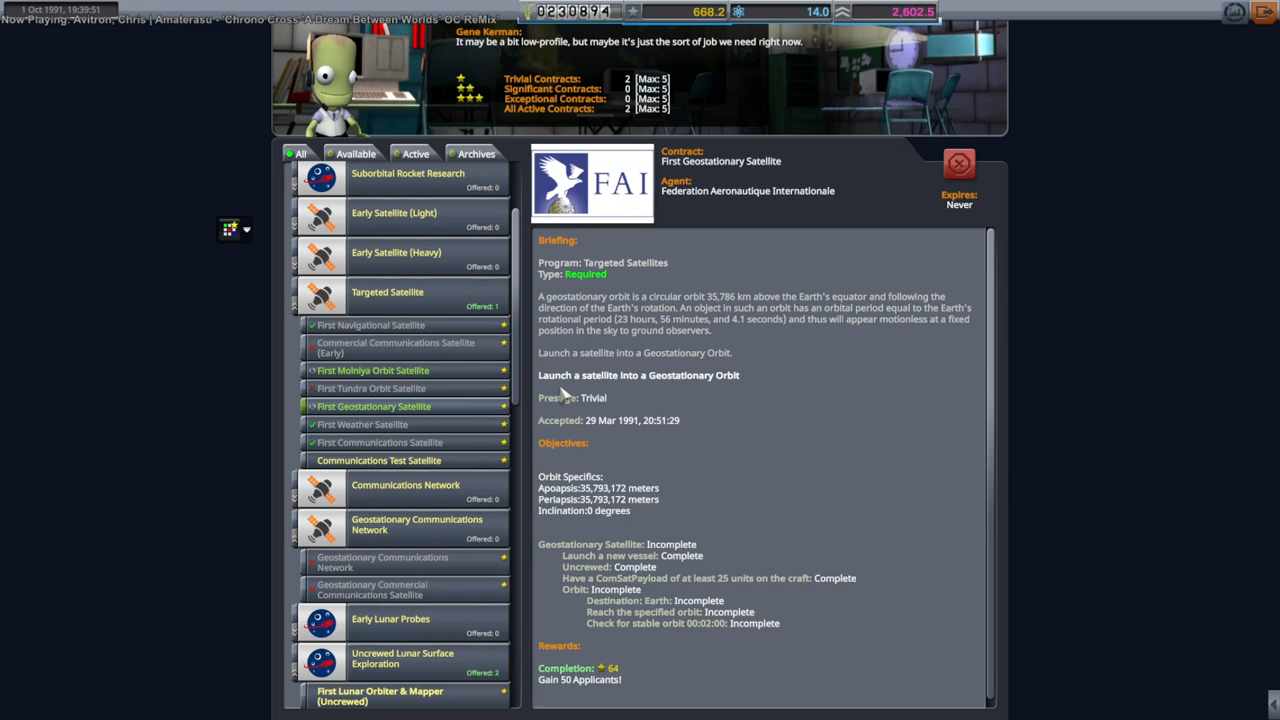 1 Oct 1991, 19:39:51
Now Playing: Avitron, Chris | Amaterasu - 'Chrono Cross 'A Dream Between Worlds' OC ReMix'
0230894
668.2
14.0
2,602.5
Gene Kerman:
It may be a bit low-profile, but maybe it's just the sort of job we need right now.
Trivial Contracts: 2 [Max: 5]
Significant Contracts: 0 [Max: 5]
Exceptional Contracts: 0 [Max: 5]
All Active Contracts: 2 [Max: 5]
All
Available
Active
Archives
Suborbital Rocket Research
Offered: 0
Early Satellite (Light)
Offered: 0
Early Satellite (Heavy)
Offered: 0
Targeted Satellite
Offered: 1
First Navigational Satellite
Commercial Communications Satellite
(Early)
First Molniya Orbit Satellite
First Tundra Orbit Satellite
First Geostationary Satellite
First Weather Satellite
First Communications Satellite
Communications Test Satellite
Communications Network
Offered: 0
Geostationary Communications
Network
Offered: 0
Geostationary Communications
Network
Geostationary Commercial
Communications Satellite
Early Lunar Probes
Offered: 0
Uncrewed Lunar Surface
Exploration
Offered: 2
First Lunar Orbiter & Mapper
(Uncrewed)
FAI
Contract:
First Geostationary Satellite
Agent:
Federation Aeronautique Internationale
Expires:
Never
Briefing:
Program: Targeted Satellites
Type: Required
A geostationary orbit is a circular orbit 35,786 km above the Earth's equator and following the
direction of the Earth's rotation. An object in such an orbit has an orbital period equal to the Earth's
rotational period (23 hours, 56 minutes, and 4.1 seconds) and thus will appear motionless at a fixed
position in the sky to ground observers.
Launch a satellite into a Geostationary Orbit.
Launch a satellite into a Geostationary Orbit
Prestige: Trivial
Accepted: 29 Mar 1991, 20:51:29
Objectives:
Orbit Specifics:
Apoapsis:35,793,172 meters
Periapsis:35,793,172 meters
Inclination:0 degrees
Geostationary Satellite: Incomplete
Launch a new vessel: Complete
Uncrewed: Complete
Have a ComSatPayload of at least 25 units on the craft: Complete
Orbit: Incomplete
Destination: Earth: Incomplete
Reach the specified orbit: Incomplete
Check for stable orbit 00:02:00: Incomplete
Rewards:
Completion: 64
Gain 50 Applicants!